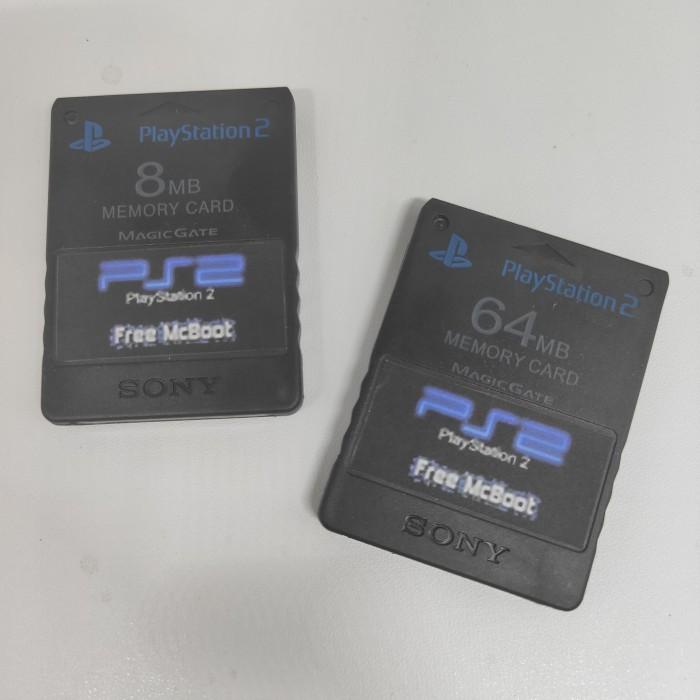 PlayStation 2
8MB
MEMORY CARD
MAGICGATE
PS2
PlayStation 2
Free McBoot
SONY
PlayStation 2
64MB
MEMORY CARD
MAGICGATE
PS2
PlayStation 2
Free McBoot
SONY